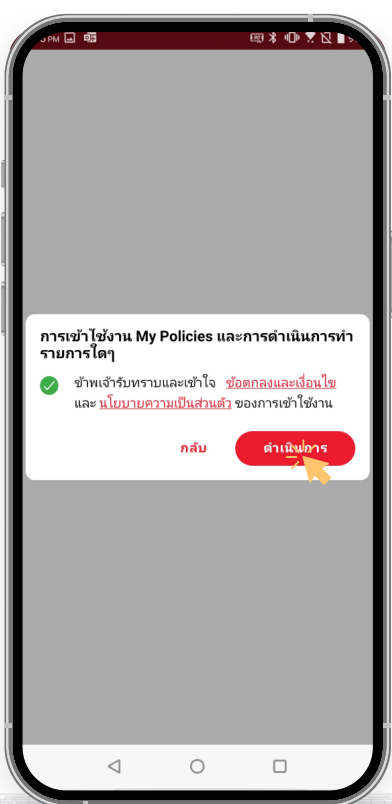 PM
การเข้าใช้งาน My Policies และการดำเนินการทำ
รายการใดๆ
ข้าพเจ้ารับทราบและเข้าใจ ข้อตกลงและเงื่อนไข
และ นโยบายความเป็นส่วนตัว ของการเข้าใช้งาน
กลับ
ดำเนินการ